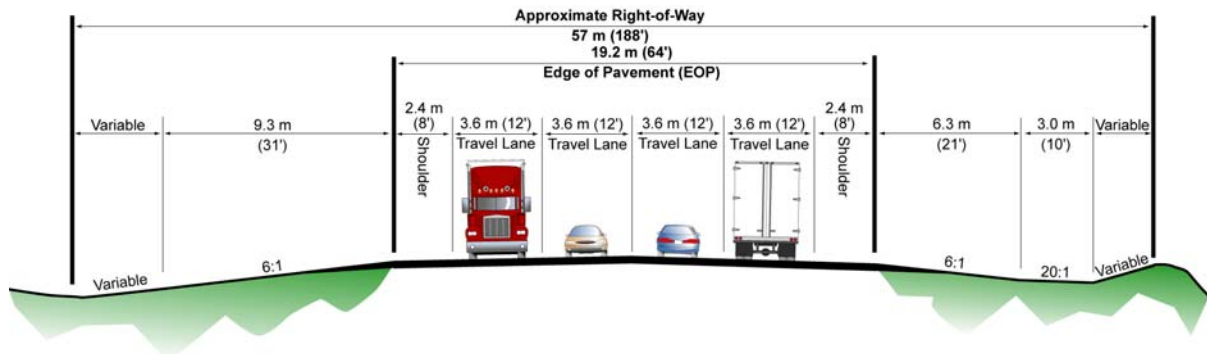 Approximate Right-of-Way
57 m (188')
19.2 m (64')
Edge of Pavement (EOP)
Variable
9.3 m
(31')
2.4 m
(8')
Shoulder
3.6 m (12')
Travel Lane
3.6 m (12')
Travel Lane
3.6 m (12')
Travel Lane
3.6 m (12')
Travel Lane
2.4 m
(8')
Shoulder
6.3 m
(21')
3.0 m
(10')
Variable
Variable
6:1
6:1
20:1
Variable